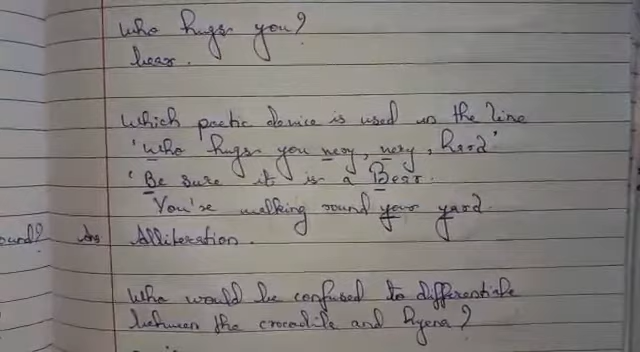 Who hugs you?
bear.
Which poetic device is used in the line
'Who hugs you very, very, hard'
'Be sure it is a Bear.
You're walking round your yard
ound? Ans Alliteration.
Who would be confused to differentiate
between the crocodile and hyena?